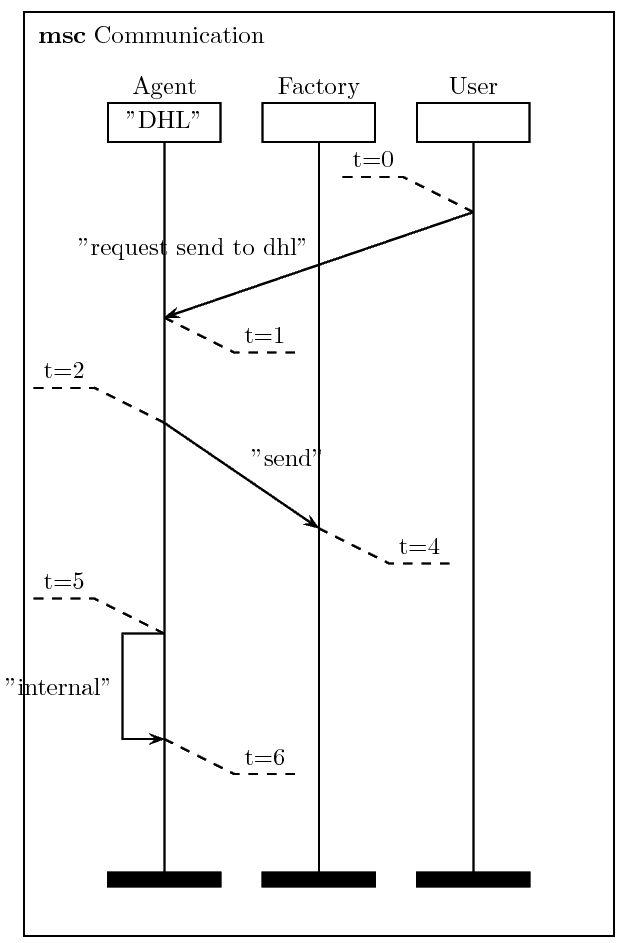 msc Communication
Agent Factory User
"DHL"
t=0
"request send to dhl"
t=1
t=2
"send"
t=4
t=5
"internal"
t=6